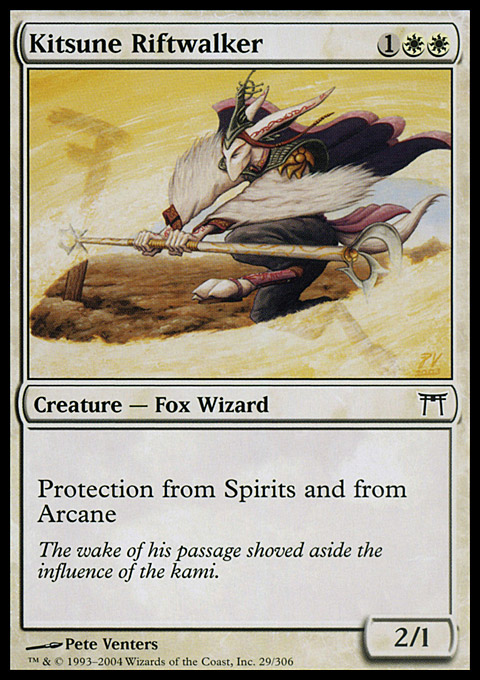 Kitsune Riftwalker 1
PV
Creature — Fox Wizard
Protection from Spirits and from
Arcane
The wake of his passage shoved aside the
influence of the kami.
Pete Venters
2/1
™ & © 1993–2004 Wizards of the Coast, Inc. 29/306